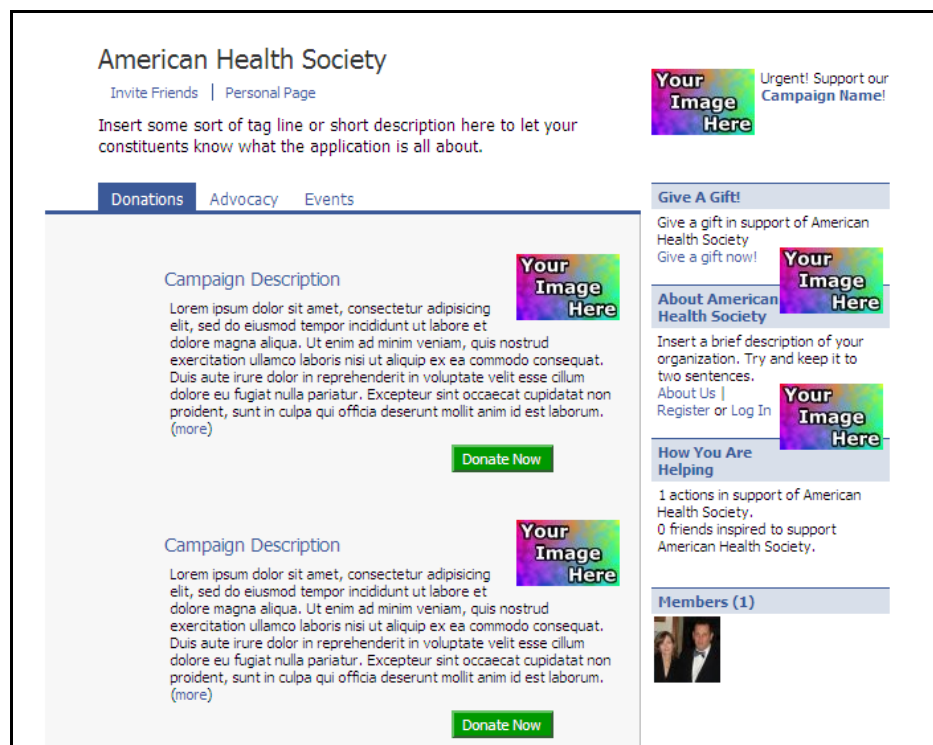 American Health Society
Invite Friends | Personal Page
Insert some sort of tag line or short description here to let your
constituents know what the application is all about.
Your
Image
Here
Urgent! Support our
Campaign Name!
Donations Advocacy Events
Campaign Description
Your
Image
Here
Lorem ipsum dolor sit amet, consectetur adipisicing
elit, sed do eiusmod tempor incididunt ut labore et
dolore magna aliqua. Ut enim ad minim veniam, quis nostrud
exercitation ullamco laboris nisi ut aliquip ex ea commodo consequat.
Duis aute irure dolor in reprehenderit in voluptate velit esse cillum
dolore eu fugiat nulla pariatur. Excepteur sint occaecat cupidatat non
proident, sunt in culpa qui officia deserunt mollit anim id est laborum.
(more)
Donate Now
Campaign Description
Your
Image
Here
Lorem ipsum dolor sit amet, consectetur adipisicing
elit, sed do eiusmod tempor incididunt ut labore et
dolore magna aliqua. Ut enim ad minim veniam, quis nostrud
exercitation ullamco laboris nisi ut aliquip ex ea commodo consequat.
Duis aute irure dolor in reprehenderit in voluptate velit esse cillum
dolore eu fugiat nulla pariatur. Excepteur sint occaecat cupidatat non
proident, sunt in culpa qui officia deserunt mollit anim id est laborum.
(more)
Donate Now
Give A Gift!
Give a gift in support of American
Health Society
Give a gift now!
Your
Image
Here
About American
Health Society
Insert a brief description of your
organization. Try and keep it to
two sentences.
About Us |
Register or Log In
Your
Image
Here
How You Are
Helping
1 actions in support of American
Health Society.
0 friends inspired to support
American Health Society.
Members (1)